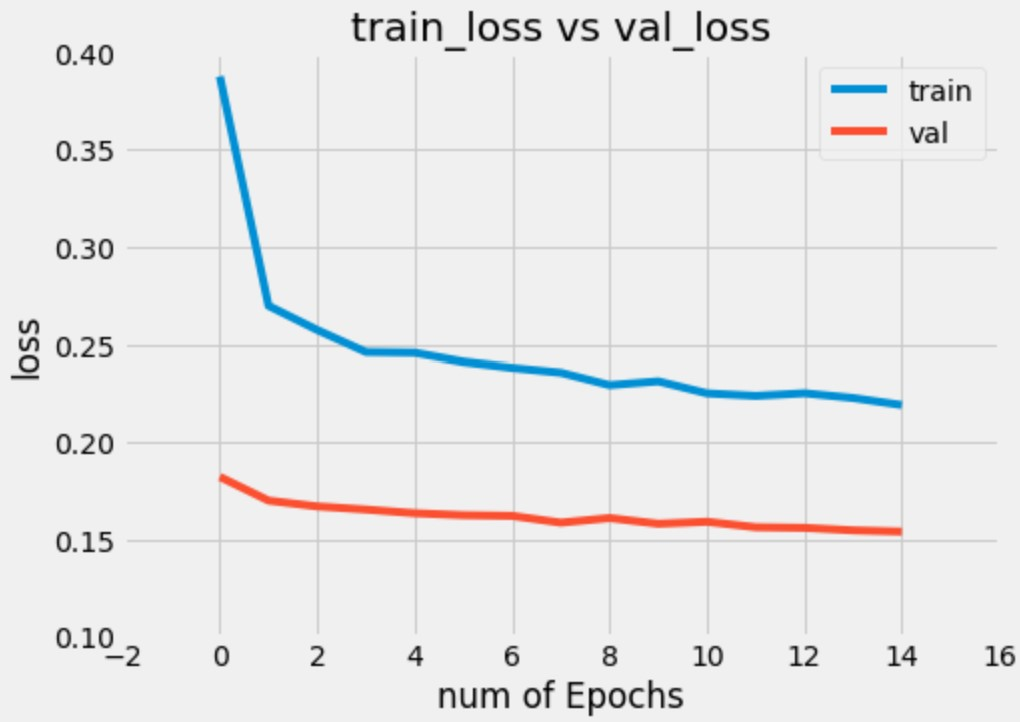 train_loss vs val_loss
0.40
0.35
0.30
0.25
0.20
0.15
0.10
loss
train
val
−2 0 2 4 6 8 10 12 14 16
num of Epochs